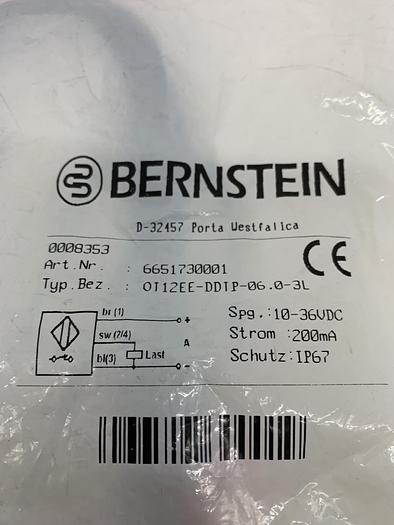 BERNSTEIN
D-32457 Porta Westfalica
0008353
Art.Nr. : 6651730001
Typ.Bez. : OT12EE-DDTP-06.0-3L
br (1) +
sw (2/4) A
Last
bl(3) -
Spg.:10-36VDC
Strom :200mA
Schutz:IP67
CE